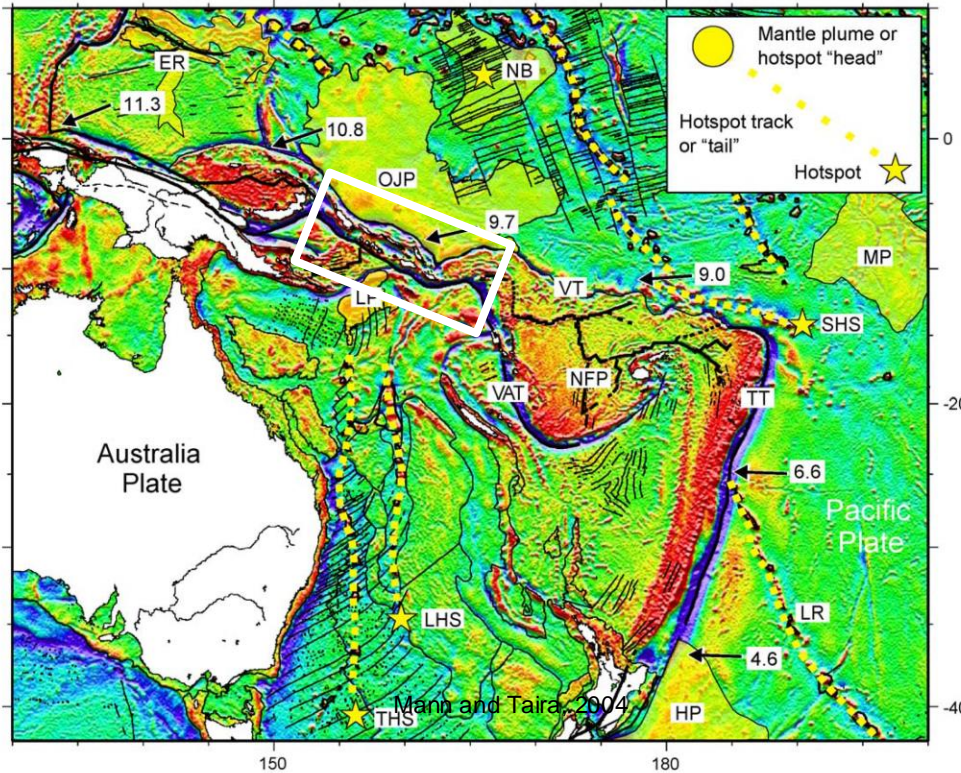 Mantle plume or
hotspot “head”
Hotspot track
or “tail”
Hotspot
ER
NB
11.3
10.8
0
OJP
9.7
MP
9.0
VT
LP
SHS
VAT
NFP
TT
-20
Australia
Plate
6.6
Pacific
Plate
LHS
LR
4.6
Mann and Taira, 2004
THS
HP
-40
150
180